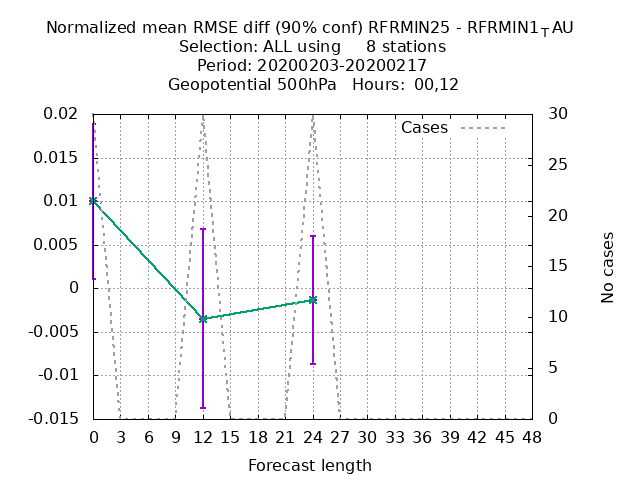 Normalized mean RMSE diff (90% conf) RFRMIN25 - RFRMIN1TAU
Selection: ALL using     8 stations
Period: 20200203-20200217
Geopotential 500hPa   Hours: 00,12
Cases
0.02
0.015
0.01
0.005
0
-0.005
-0.01
-0.015
30
25
20
15
10
5
0
No cases
0 3 6 9 12 15 18 21 24 27 30 33 36 39 42 45 48
Forecast length